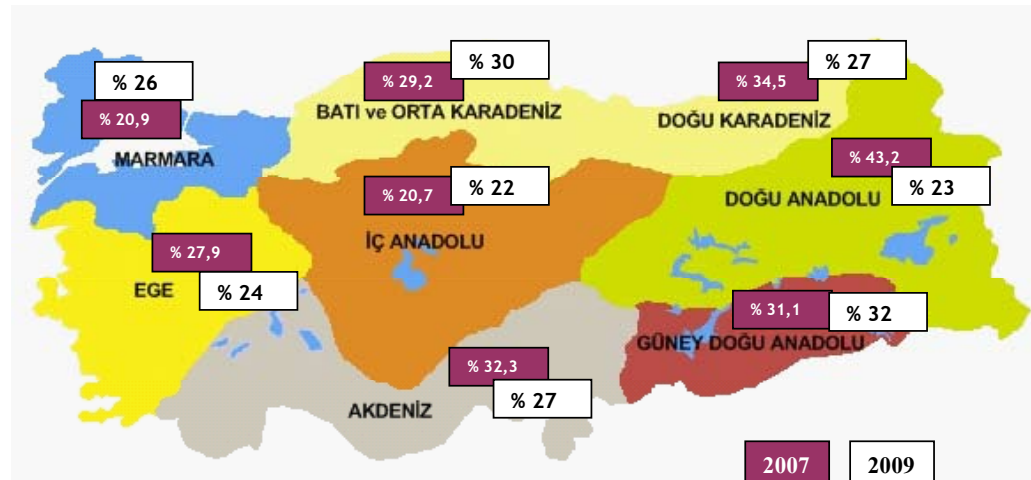 % 30
% 27
% 26
% 29,2
% 34,5
% 20,9
BATI ve ORTA KARADENİZ
DOĞU KARADENİZ
MARMARA
% 43,2
% 22
% 23
% 20,7
DOĞU ANADOLU
İÇ ANADOLU
% 27,9
EGE
% 24
% 31,1
% 32
GÜNEY DOĞU ANADOLU
% 32,3
% 27
AKDENİZ
2007
2009